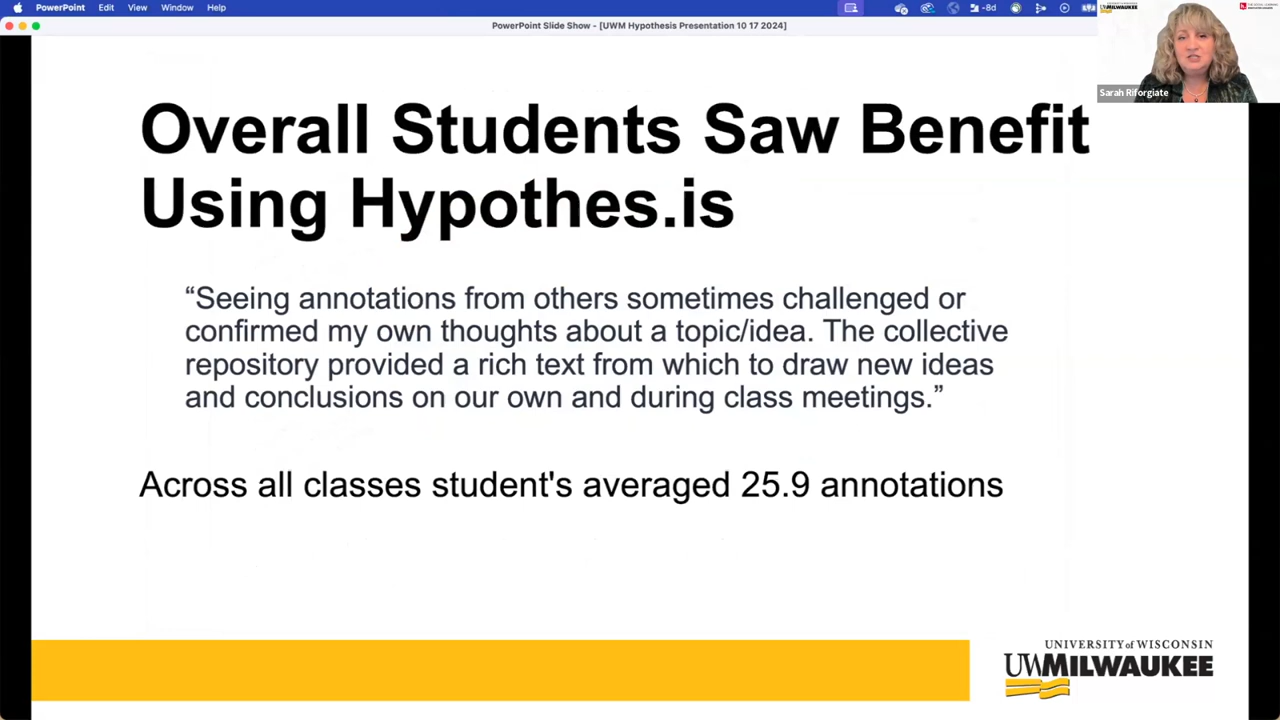 PowerPoint Edit View Window Help
-8d
PowerPoint Slide Show - [UWM Hypothesis Presentation 10 17 2024]
MILWAUKEE
Sarah Riforgiate
Overall Students Saw Benefit
Using Hypothes.is
“Seeing annotations from others sometimes challenged or
confirmed my own thoughts about a topic/idea. The collective
repository provided a rich text from which to draw new ideas
and conclusions on our own and during class meetings.”
Across all classes student's averaged 25.9 annotations
UNIVERSITY of WISCONSIN
UWMILWAUKEE